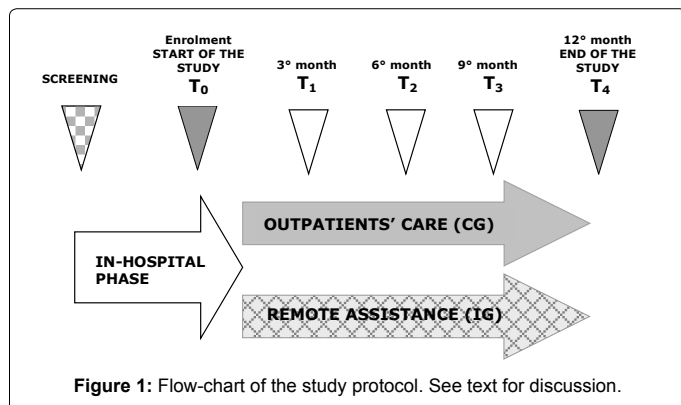 SCREENING
Enrolment
START OF THE
STUDY
T₀
3° month
T₁
6° month
T₂
9° month
T₃
12° month
END OF THE
STUDY
T₄
IN-HOSPITAL
PHASE
OUTPATIENTS’ CARE (CG)
REMOTE ASSISTANCE (IG)
Figure 1: Flow-chart of the study protocol. See text for discussion.